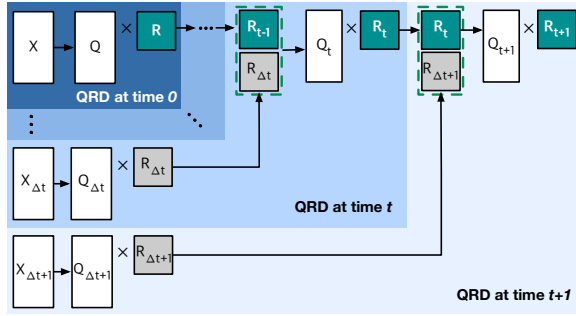 X → Q × R → ··· → R_{t-1} → Q_t × R_t → R_t → Q_{t+1} × R_{t+1}
R_{Δt} R_{Δt+1}
QRD at time 0
X_{Δt} → Q_{Δt} × R_{Δt}
QRD at time t
X_{Δt+1} → Q_{Δt+1} × R_{Δt+1}
QRD at time t+1